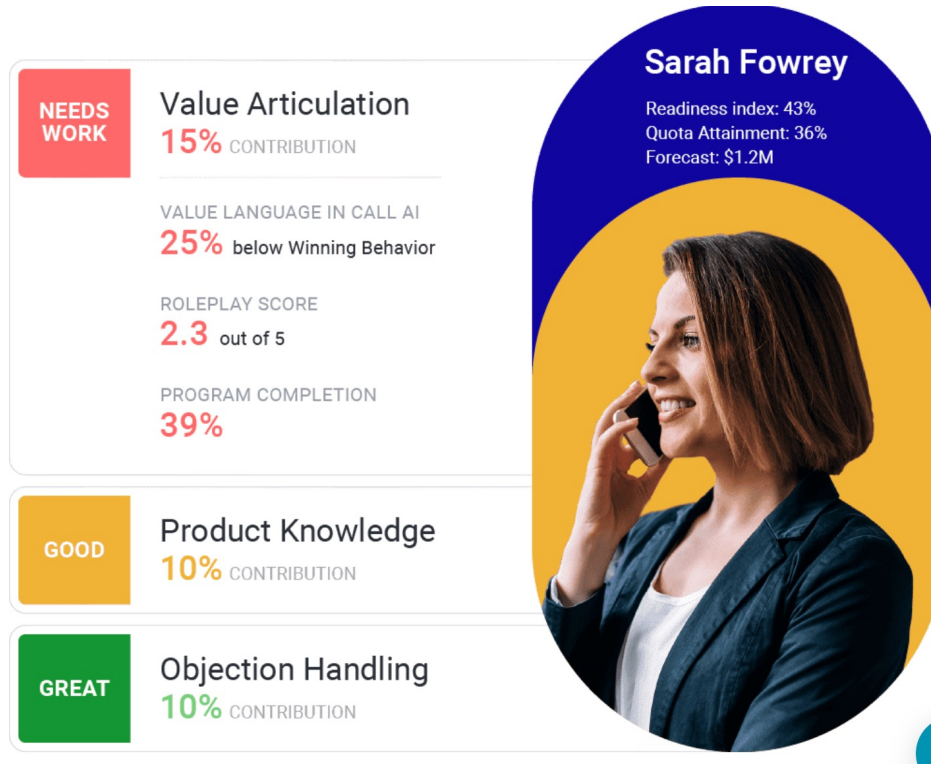 Sarah Fowrey
Readiness index: 43%
Quota Attainment: 36%
Forecast: $1.2M
NEEDS
WORK
Value Articulation
15% CONTRIBUTION
VALUE LANGUAGE IN CALL AI
25% below Winning Behavior
ROLEPLAY SCORE
2.3 out of 5
PROGRAM COMPLETION
39%
GOOD
Product Knowledge
10% CONTRIBUTION
GREAT
Objection Handling
10% CONTRIBUTION